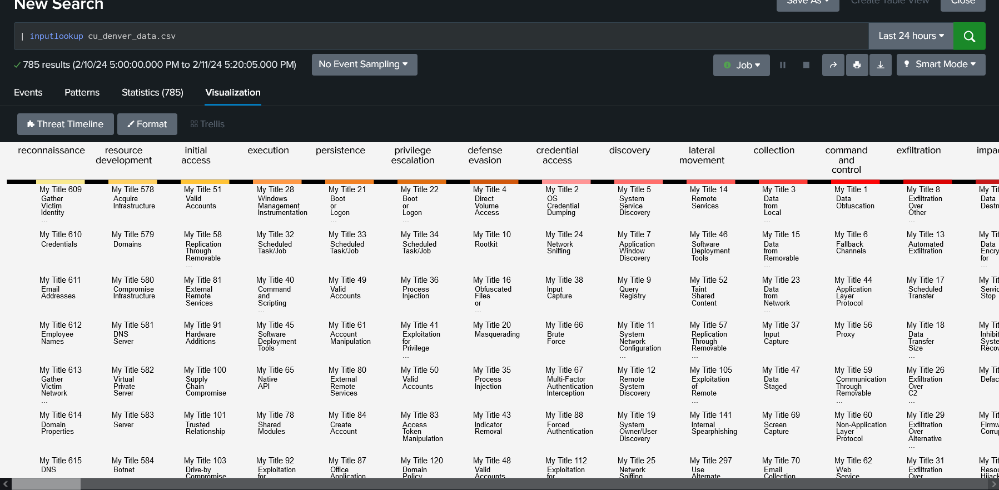 New Search
Save As
Create Table View
Close
| inputlookup cu_denver_data.csv
Last 24 hours
785 results (2/10/24 5:00:00.000 PM to 2/11/24 5:20:05.000 PM)
No Event Sampling
Job
Smart Mode
Events
Patterns
Statistics (785)
Visualization
Threat Timeline
Format
Trellis
reconnaissance
resource
development
initial
access
execution
persistence
privilege
escalation
defense
evasion
credential
access
discovery
lateral
movement
collection
command
and
control
exfiltration
impac
My Title 609
Gather
Victim
Identity
...
My Title 578
Acquire
Infrastructure
My Title 51
Valid
Accounts
My Title 28
Windows
Management
Instrumentation
My Title 21
Boot
or
Logon
...
My Title 22
Boot
or
Logon
...
My Title 4
Direct
Volume
Access
My Title 2
OS
Credential
Dumping
My Title 5
System
Service
Discovery
My Title 14
Remote
Services
My Title 3
Data
from
Local
...
My Title 1
Data
Obfuscation
My Title 8
Exfiltration
Over
Other
...
My Tit
Data
Destru
My Title 610
Credentials
My Title 579
Domains
My Title 58
Replication
Through
Removable
...
My Title 32
Scheduled
Task/Job
My Title 33
Scheduled
Task/Job
My Title 34
Scheduled
Task/Job
My Title 10
Rootkit
My Title 24
Network
Sniffing
My Title 7
Application
Window
Discovery
My Title 46
Software
Deployment
Tools
My Title 15
Data
from
Removable
...
My Title 6
Fallback
Channels
My Title 13
Automated
Exfiltration
My Tit
Data
Encry
for
...
My Title 611
Email
Addresses
My Title 580
Compromise
Infrastructure
My Title 81
External
Remote
Services
My Title 40
Command
and
Scripting
...
My Title 49
Valid
Accounts
My Title 36
Process
Injection
My Title 16
Obfuscated
Files
or
...
My Title 38
Input
Capture
My Title 9
Query
Registry
My Title 52
Taint
Shared
Content
My Title 23
Data
from
Network
...
My Title 44
Application
Layer
Protocol
My Title 17
Scheduled
Transfer
My Tit
Servic
Stop
My Title 612
Employee
Names
My Title 581
DNS
Server
My Title 91
Hardware
Additions
My Title 45
Software
Deployment
Tools
My Title 61
Account
Manipulation
My Title 41
Exploitation
for
Privilege
...
My Title 20
Masquerading
My Title 66
Brute
Force
My Title 11
System
Network
Configuration
...
My Title 57
Replication
Through
Removable
...
My Title 37
Input
Capture
My Title 56
Proxy
My Title 18
Data
Transfer
Size
...
My Tit
Inhibit
Syste
Recov
My Title 613
Gather
Victim
Network
...
My Title 582
Virtual
Private
Server
My Title 100
Supply
Chain
Compromise
My Title 65
Native
API
My Title 80
External
Remote
Services
My Title 50
Valid
Accounts
My Title 35
Process
Injection
My Title 67
Multi-Factor
Authentication
Interception
My Title 12
Remote
System
Discovery
My Title 105
Exploitation
of
Remote
...
My Title 47
Data
Staged
My Title 59
Communication
Through
Removable
...
My Title 26
Exfiltration
Over
C2
...
My Tit
Defac
My Title 614
Domain
Properties
My Title 583
Server
My Title 101
Trusted
Relationship
My Title 78
Shared
Modules
My Title 84
Create
Account
My Title 83
Access
Token
Manipulation
My Title 43
Indicator
Removal
My Title 88
Forced
Authentication
My Title 19
System
Owner/User
Discovery
My Title 141
Internal
Spearphishing
My Title 69
Screen
Capture
My Title 60
Non-Application
Layer
Protocol
My Title 29
Exfiltration
Over
Alternative
...
My Tit
Firmw
Corrup
My Title 615
DNS
My Title 584
Botnet
My Title 103
Drive-by
Compromise
My Title 92
Exploitation
for
My Title 87
Office
Application
My Title 120
Domain
Policy
My Title 48
Valid
Accounts
My Title 112
Exploitation
for
My Title 25
Network
Sniffing
My Title 297
Use
Alternate
My Title 70
Email
Collection
My Title 62
Web
Service
My Title 31
Exfiltration
Over
My Tit
Resou
Hijack